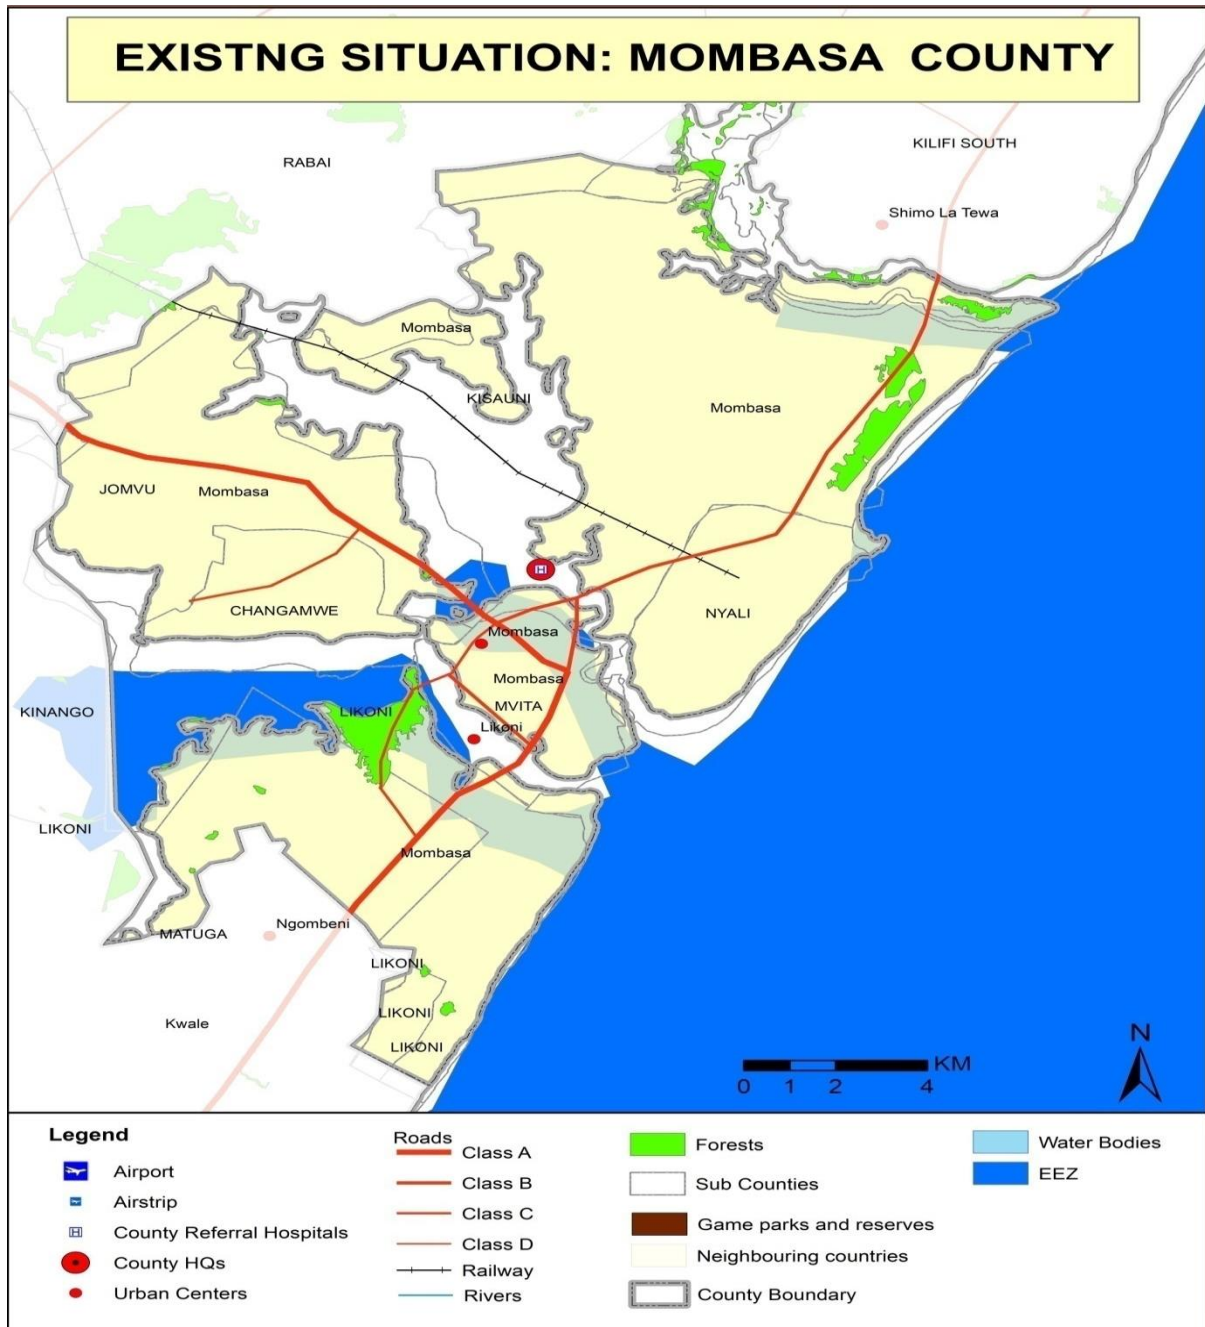 EXISTNG SITUATION: MOMBASA COUNTY
KILIFI SOUTH
RABAI
Shimo La Tewa
Mombasa
KISAUNI
Mombasa
JOMVU
Mombasa
CHANGAMWE
NYALI
Mombasa
Mombasa
MVITA
KINANGO
LIKONI
Likoni
LIKONI
Mombasa
Ngombeni
MATUGA
LIKONI
Kwale
LIKONI
LIKONI
N
KM
0 1 2 4
Legend
Airport
Airstrip
County Referral Hospitals
County HQs
Urban Centers
Roads
Class A
Class B
Class C
Class D
Railway
Rivers
Forests
Sub Counties
Game parks and reserves
Neighbouring countries
County Boundary
Water Bodies
EEZ
H
H